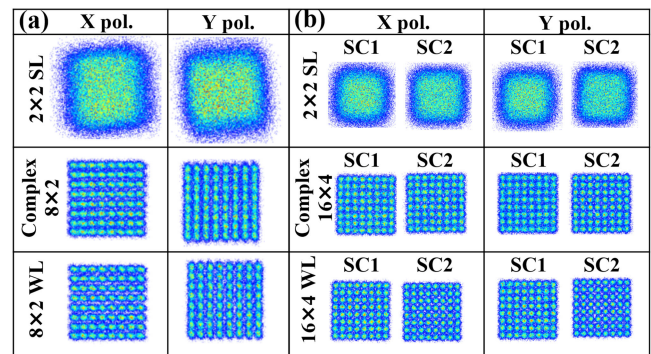 (a) X pol. Y pol. (b) X pol. Y pol.
SC1 SC2 SC1 SC2
2×2 SL
2×2 SL
SC1 SC2 SC1 SC2
Complex
8×2
Complex
16×4
SC1 SC2 SC1 SC2
8×2 WL
16×4 WL